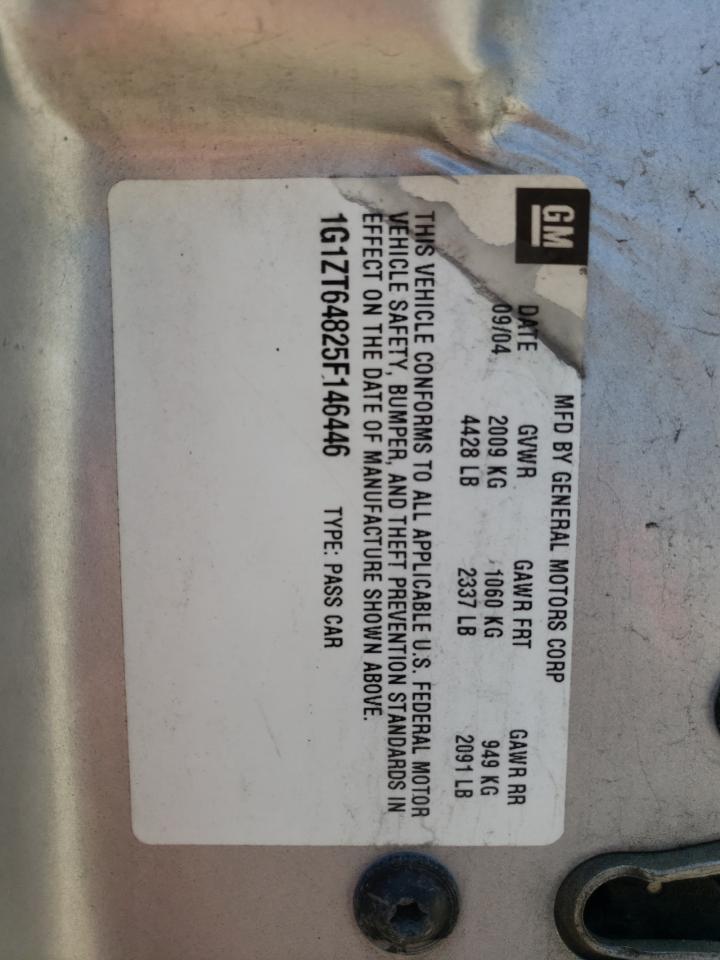 GM
MFD BY GENERAL MOTORS CORP
DATE GVWR GAWR FRT GAWR RR
09/04 2009 KG 1060 KG 949 KG
4428 LB 2337 LB 2091 LB
THIS VEHICLE CONFORMS TO ALL APPLICABLE U.S. FEDERAL MOTOR
VEHICLE SAFETY, BUMPER, AND THEFT PREVENTION STANDARDS IN
EFFECT ON THE DATE OF MANUFACTURE SHOWN ABOVE.
1G1ZT64825F146446 TYPE: PASS CAR